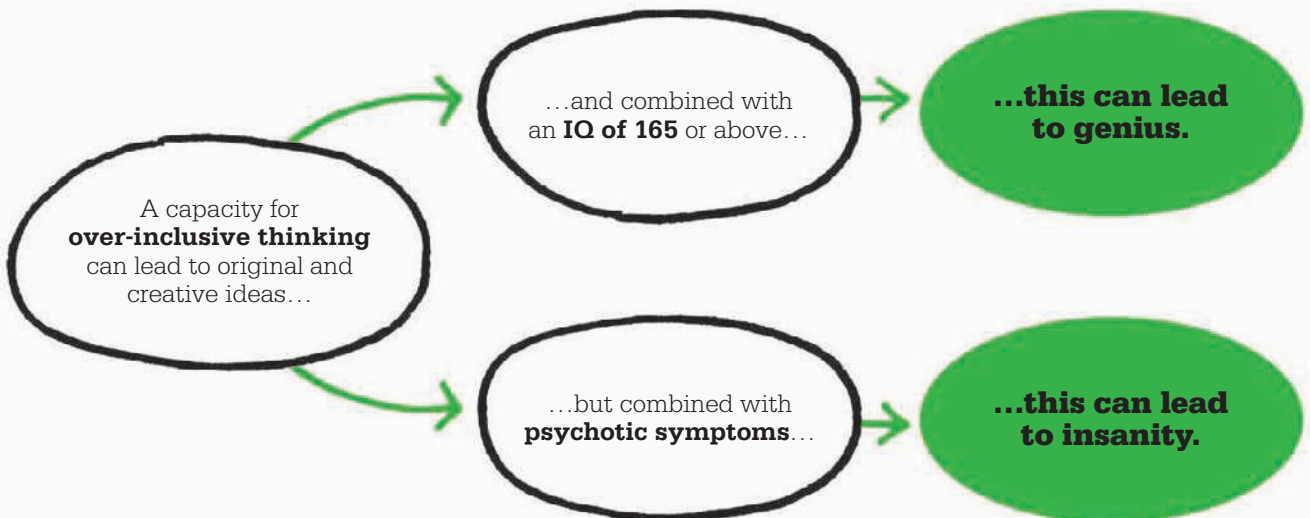 A capacity for
over-inclusive thinking
can lead to original and
creative ideas…
…and combined with
an IQ of 165 or above…
…this can lead
to genius.
…but combined with
psychotic symptoms…
…this can lead
to insanity.